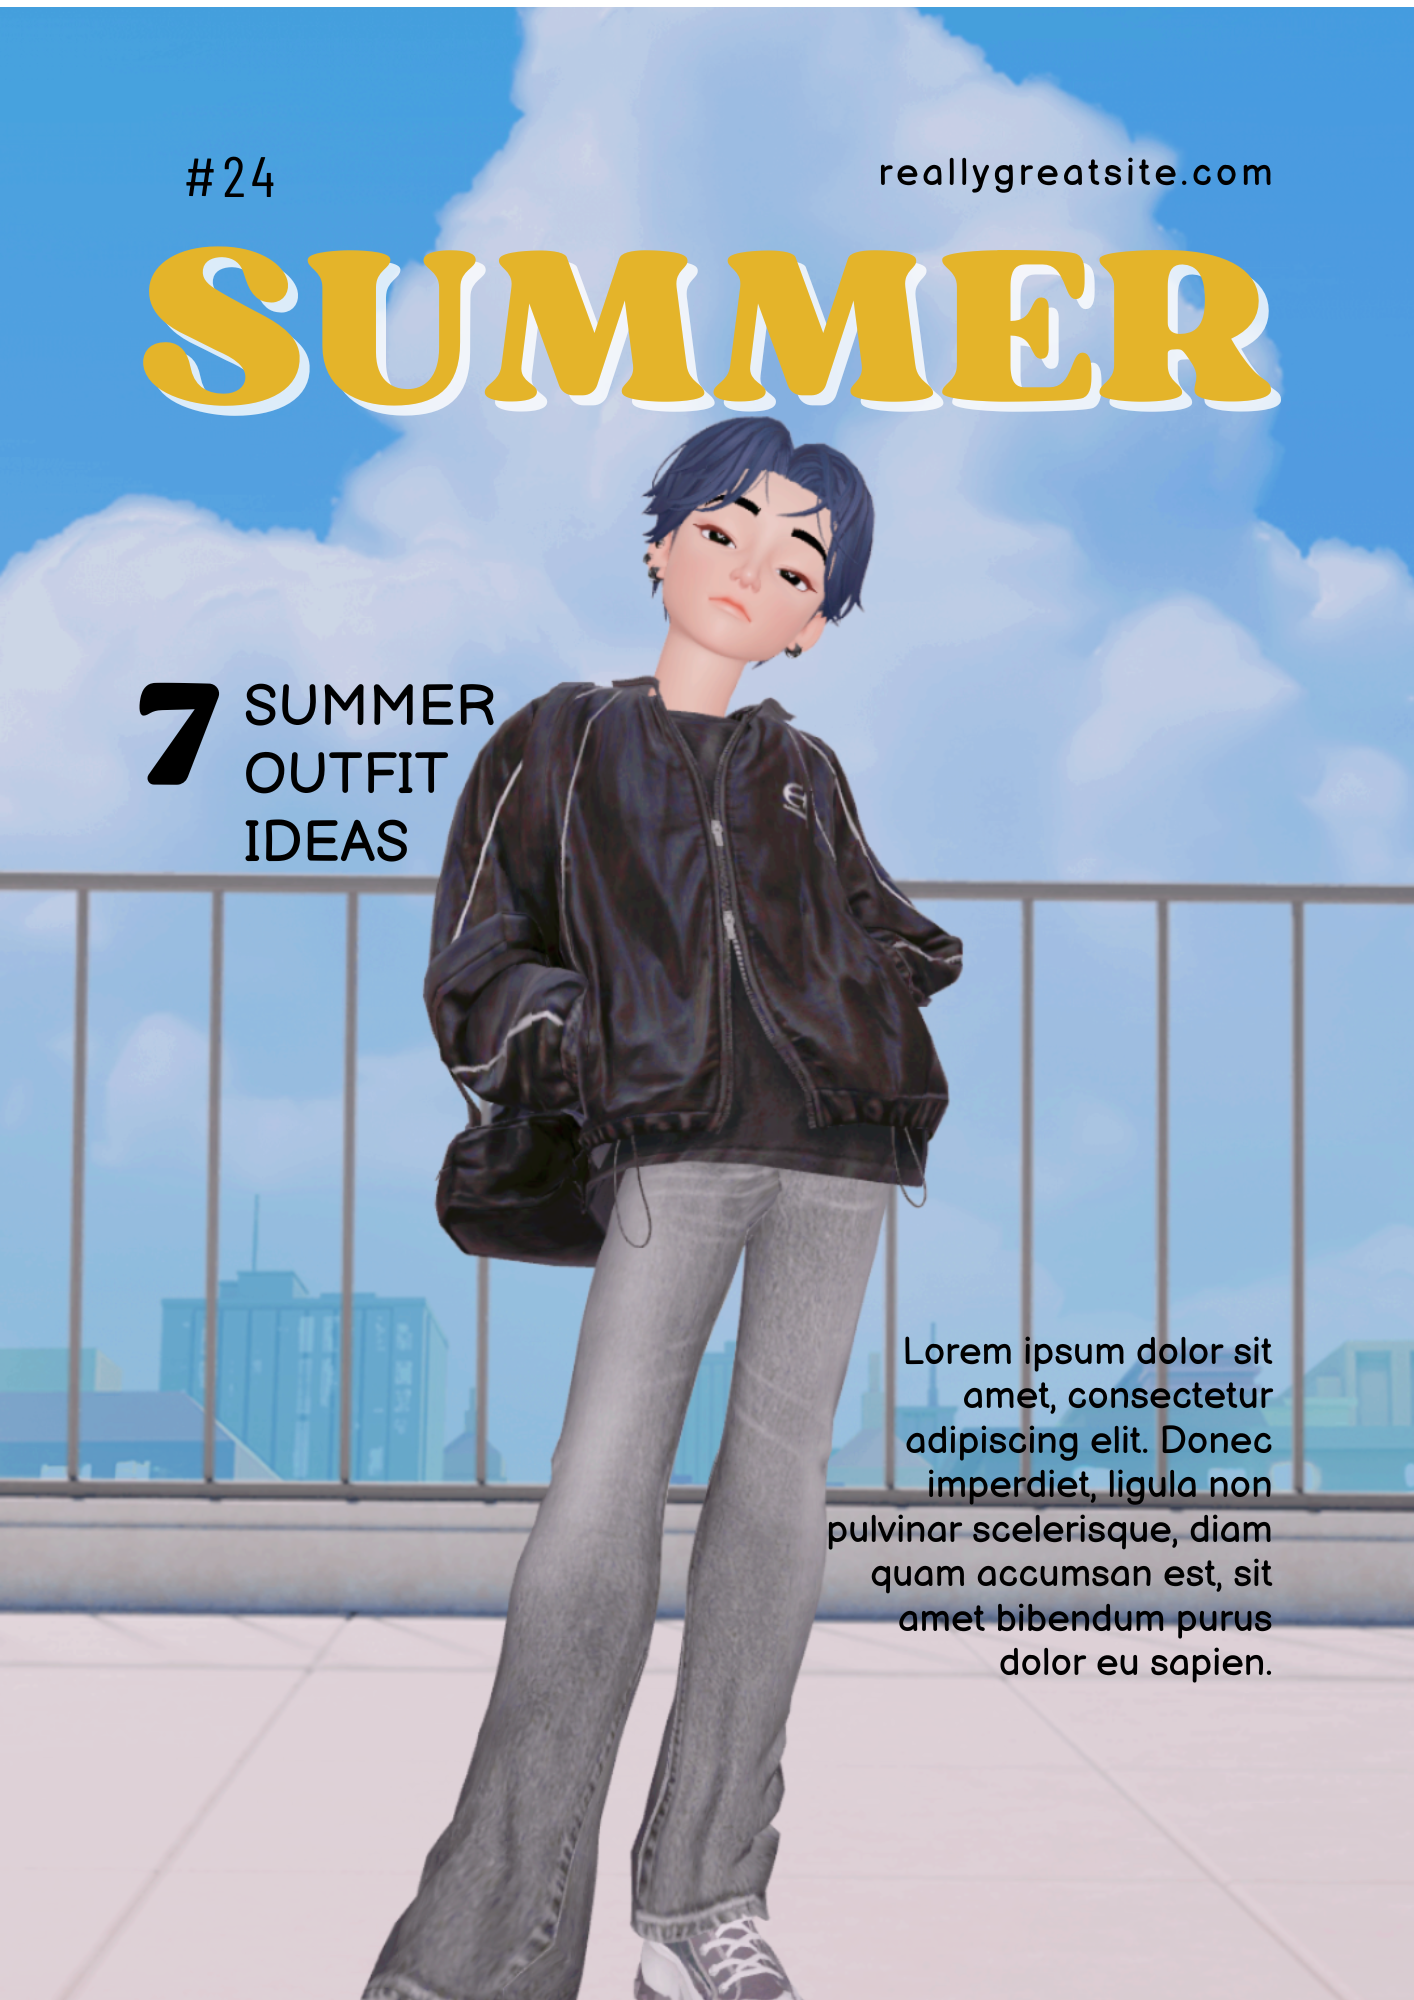 #24
reallygreatsite.com
SUMMER
7
SUMMER
OUTFIT
IDEAS
Lorem ipsum dolor sit
amet, consectetur
adipiscing elit. Donec
imperdiet, ligula non
pulvinar scelerisque, diam
quam accumsan est, sit
amet bibendum purus
dolor eu sapien.